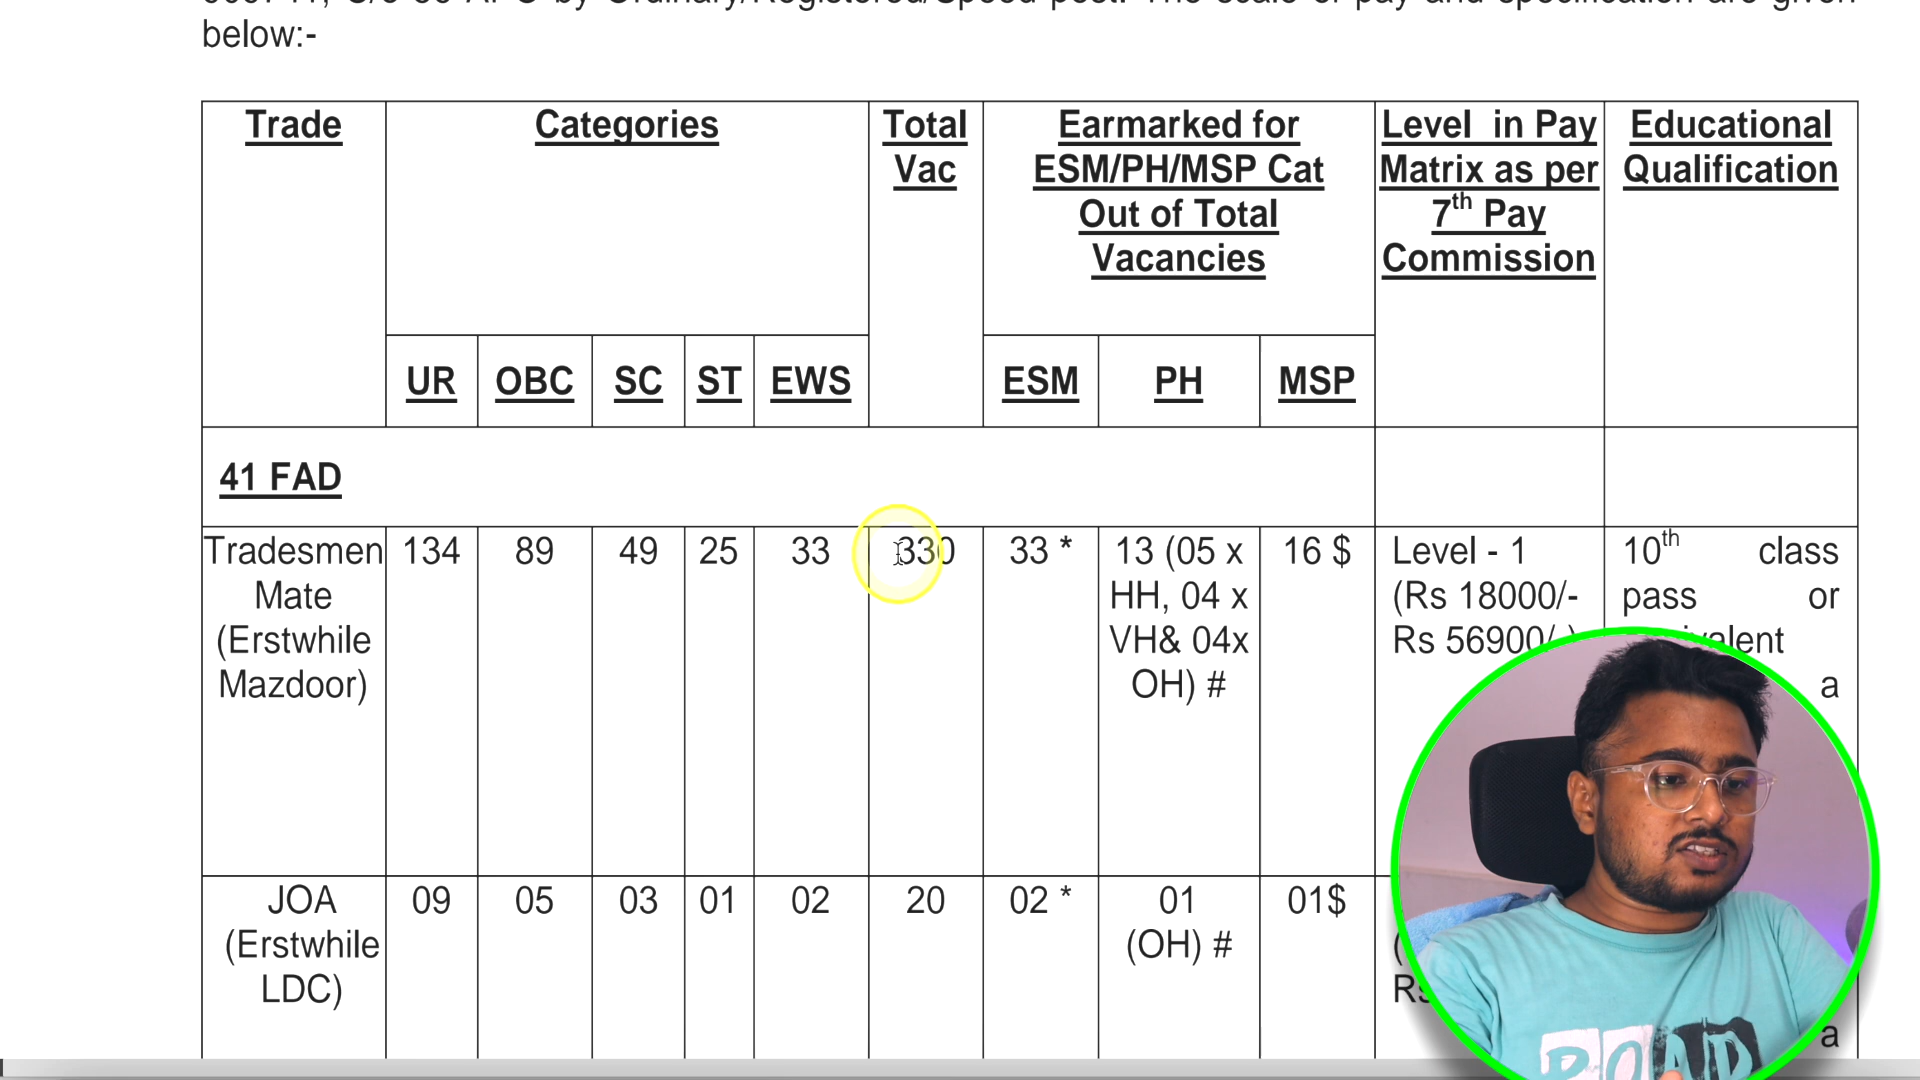 below:-
Trade
Categories
Total
Vac
Earmarked for
ESM/PH/MSP Cat
Out of Total
Vacancies
Level in Pay
Matrix as per
7th Pay
Commission
Educational
Qualification
UR
OBC
SC
ST
EWS
ESM
PH
MSP
41 FAD
Tradesmen
Mate
(Erstwhile
Mazdoor)
134
89
49
25
33
330
33 *
13 (05 x
HH, 04 x
VH& 04x
OH) #
16 $
Level - 1
(Rs 18000/-
Rs 56900/
10th class
pass or
a
JOA
(Erstwhile
LDC)
09
05
03
01
02
20
02 *
01
(OH) #
01$
a